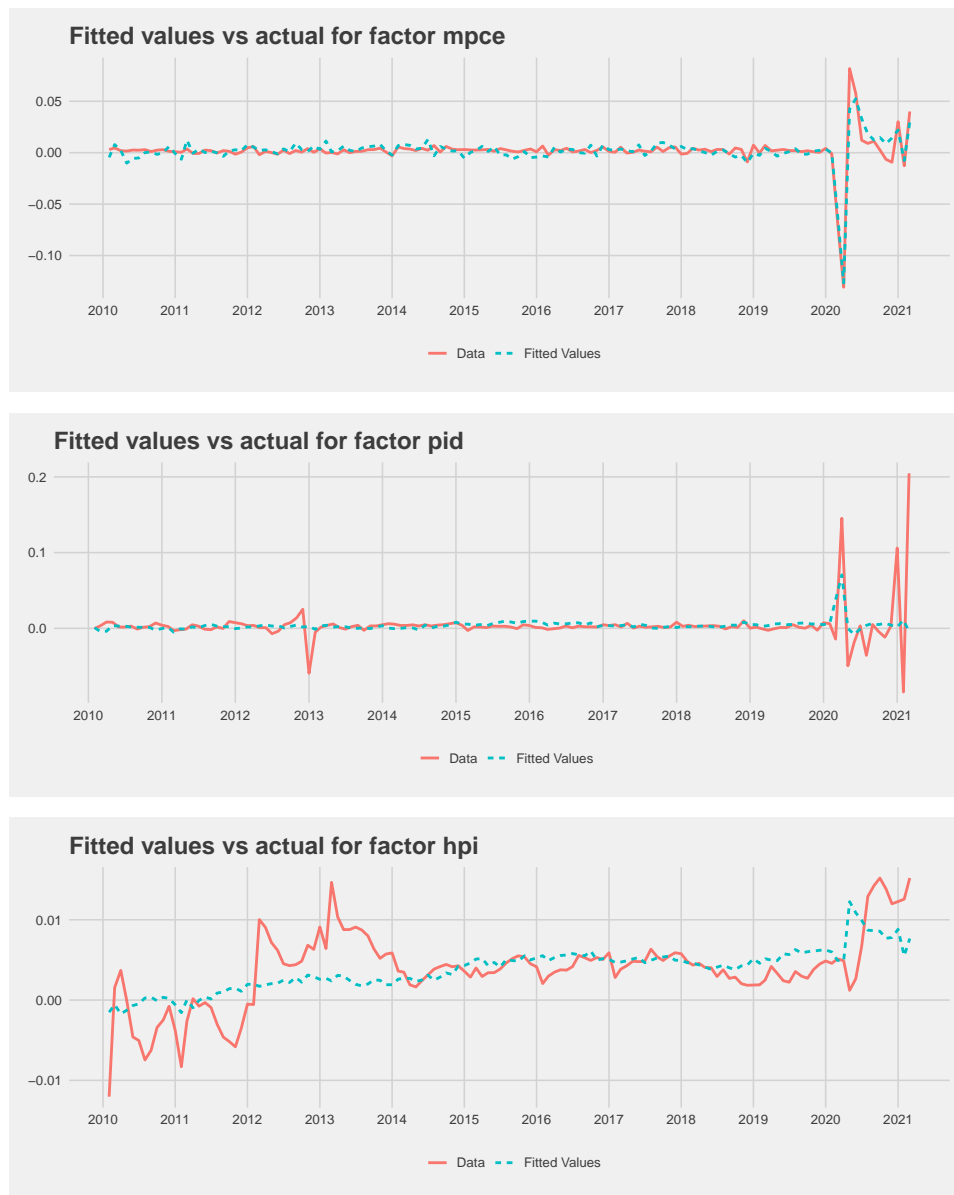 Fitted values vs actual for factor mpce
0.05
0.00
−0.05
−0.10
2010 2011 2012 2013 2014 2015 2016 2017 2018 2019 2020 2021
Data Fitted Values
Fitted values vs actual for factor pid
0.2
0.1
0.0
2010 2011 2012 2013 2014 2015 2016 2017 2018 2019 2020 2021
Data Fitted Values
Fitted values vs actual for factor hpi
0.01
0.00
−0.01
2010 2011 2012 2013 2014 2015 2016 2017 2018 2019 2020 2021
Data Fitted Values